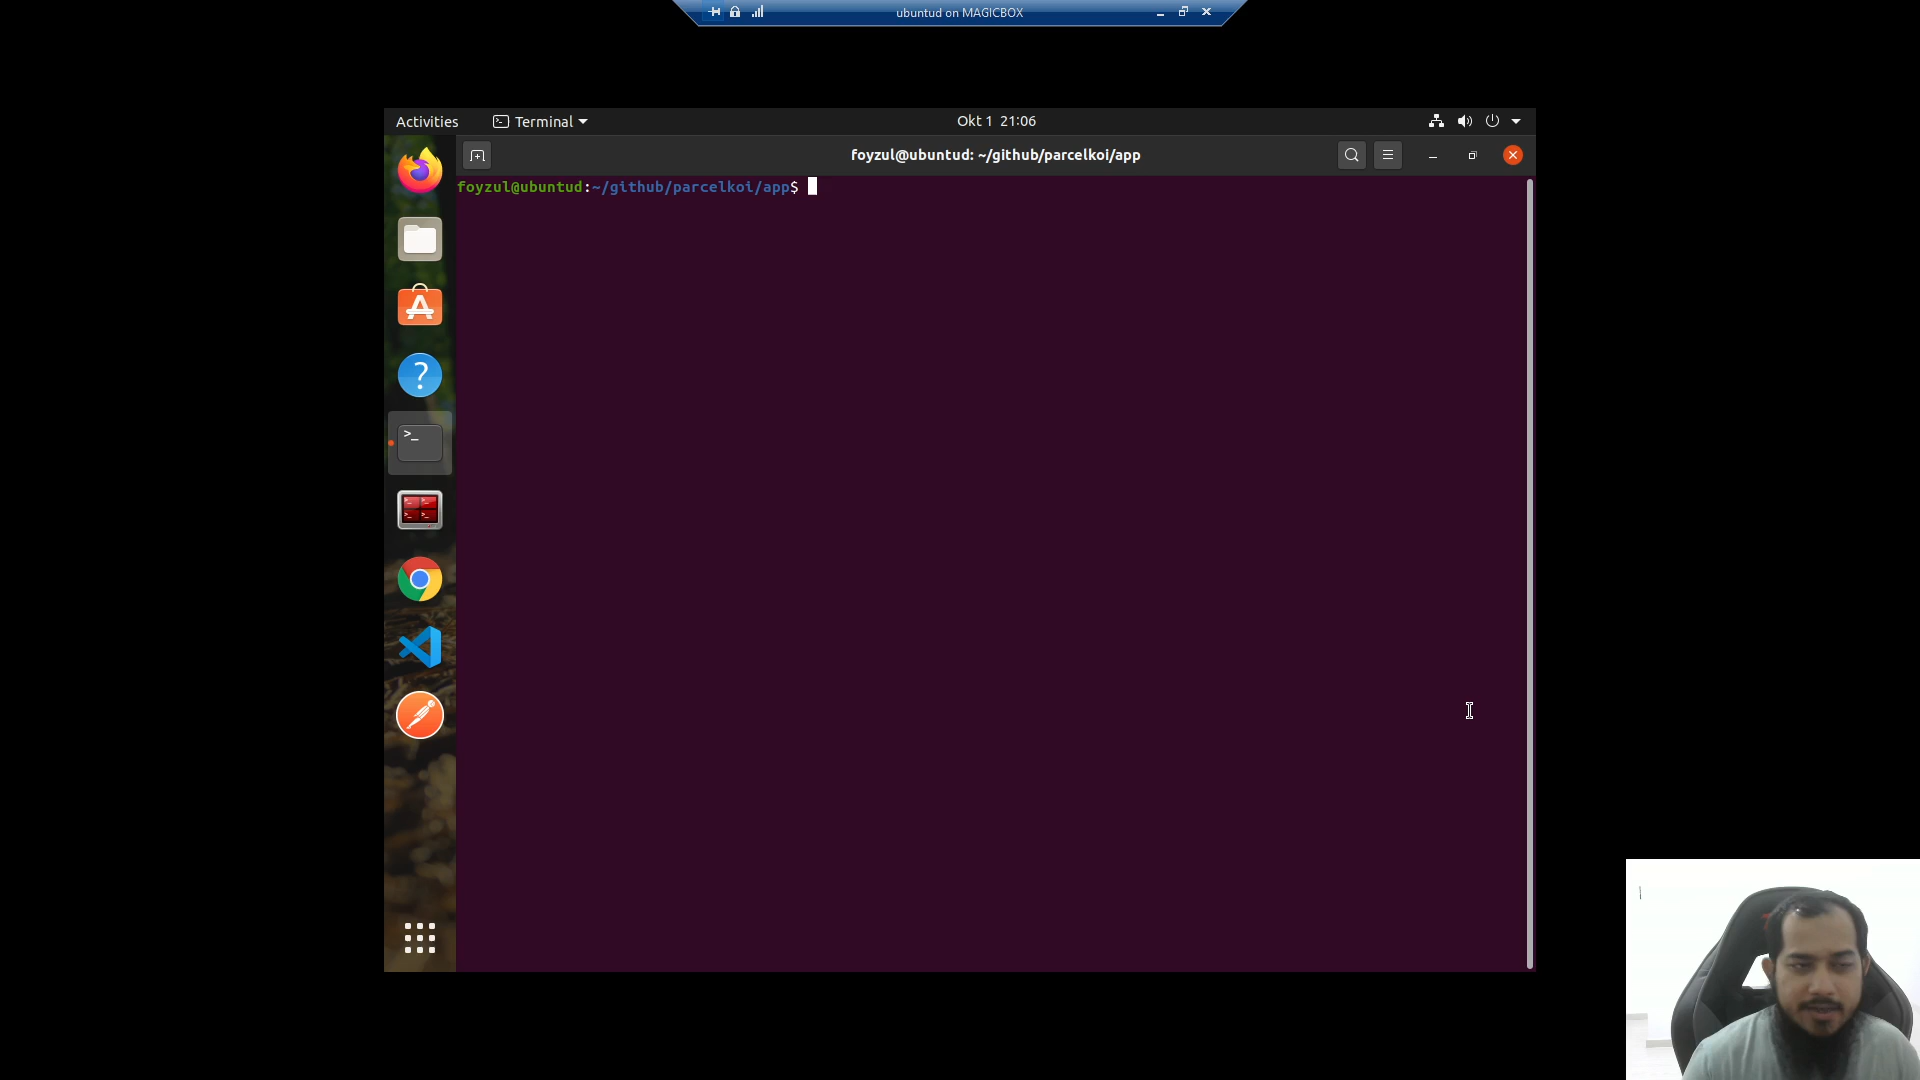 ubuntud on MAGICBOX
Activities
Terminal
Okt 1 21:06
foyzul@ubuntud: ~/github/parcelkoi/app
foyzul@ubuntud:~/github/parcelkoi/app$